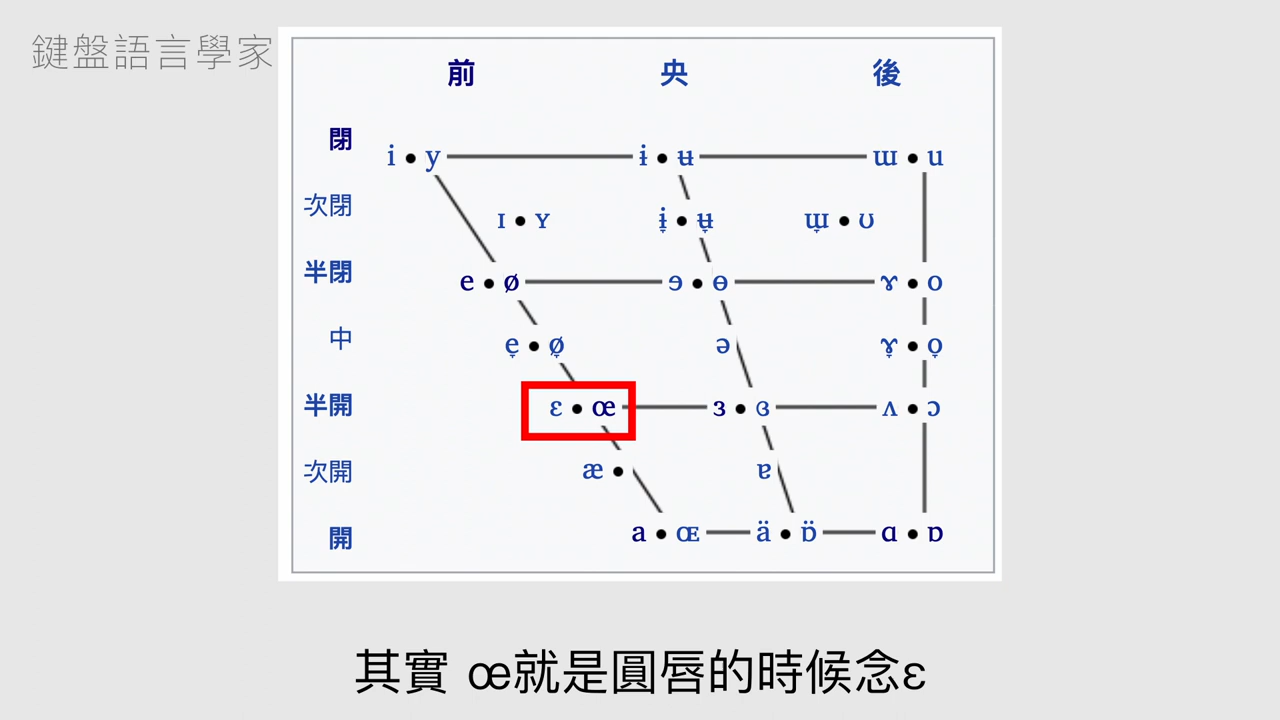 鍵盤語言學家
前 央 後
閉 i • y ɨ • ʉ ɯ • u
次閉 ɪ • ʏ ɨ̞ • ʉ̞ ɯ̞ • ʊ
半閉 e • ø ɘ • ɵ ɤ • o
中 e̞ • ø̞ ə ɤ̞ • o̞
半開 ɛ • œ ɜ • ɞ ʌ • ɔ
次開 æ • ɐ
開 a • ɶ ä • ɒ̈ ɑ • ɒ
其實 œ就是圓唇的時候念ɛ